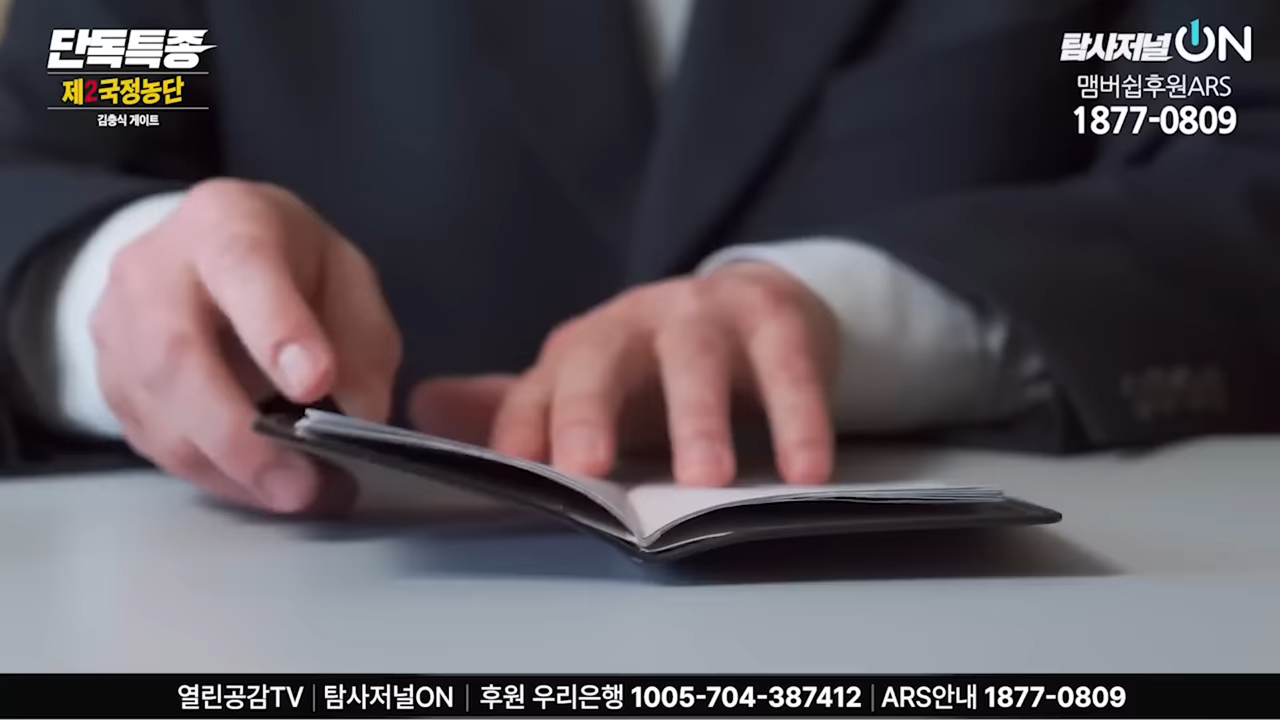 단독특종
제2국정농단
김충식 게이트
탐사저널ON
맴버쉽후원ARS
1877-0809
열린공감TV | 탐사저널ON | 후원 우리은행 1005-704-387412 | ARS안내 1877-0809